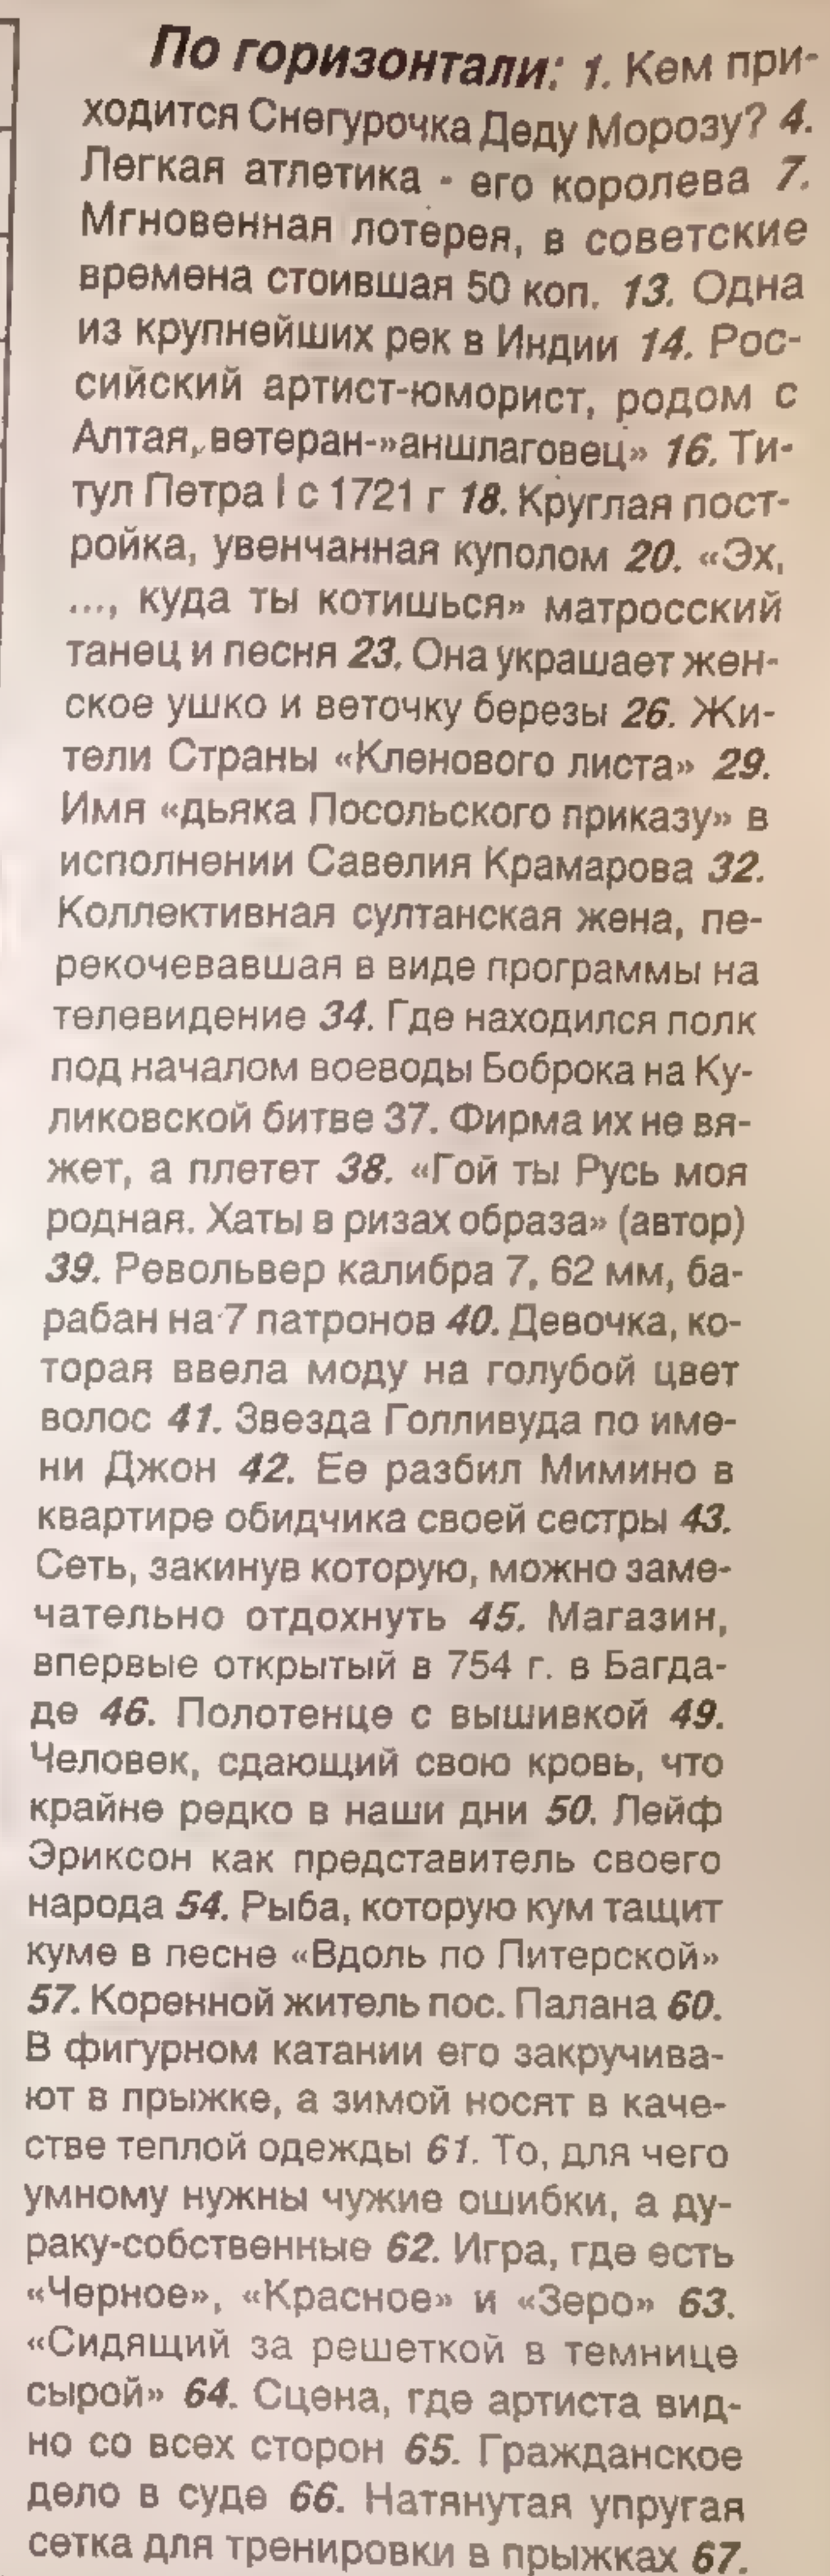 По горизонтали: 1. Кем при-
ходится Снегурочка Деду Морозу? 4.
Легкая атлетика - его королева 7.
Мгновенная лотерея, в советские
времена стоившая 50 коп. 13. Одна
из крупнейших рек в Индии 14. Рос-
сийский артист-юморист, родом с
Алтая, ветеран-»аншлаговец» 16. Ти-
тул Петра I с 1721 г 18. Круглая пост-
ройка, увенчанная куполом 20. «Эх,
..., куда ты котишься» матросский
танец и песня 23. Она украшает жен-
ское ушко и веточку березы 26. Жи-
тели Страны «Кленового листа» 29.
Имя «дьяка Посольского приказу» в
исполнении Савелия Крамарова 32.
Коллективная султанская жена, пе-
рекочевавшая в виде программы на
телевидение 34. Где находился полк
под началом воеводы Боброка на Ку-
ликовской битве 37. Фирма их не вя-
жет, а плетет 38. «Гой ты Русь моя
родная. Хаты в ризах образа» (автор)
39. Револьвер калибра 7, 62 мм, ба-
рабан на 7 патронов 40. Девочка, ко-
торая ввела моду на голубой цвет
волос 41. Звезда Голливуда по име-
ни Джон 42. Ее разбил Мимино в
квартире обидчика своей сестры 43.
Сеть, закинув которую, можно заме-
чательно отдохнуть 45. Магазин,
впервые открытый в 754 г. в Багда-
де 46. Полотенце с вышивкой 49.
Человек, сдающий свою кровь, что
крайне редко в наши дни 50. Лейф
Эриксон как представитель своего
народа 54. Рыба, которую кум тащит
куме в песне «Вдоль по Питерской»
57. Коренной житель пос. Палана 60.
В фигурном катании его закручива-
ют в прыжке, а зимой носят в каче-
стве теплой одежды 61. То, для чего
умному нужны чужие ошибки, а ду-
раку-собственные 62. Игра, где есть
«Черное», «Красное» и «Зеро» 63.
«Сидящий за решеткой в темнице
сырой» 64. Сцена, где артиста вид-
но со всех сторон 65. Гражданское
дело в суде 66. Натянутая упругая
сетка для тренировки в прыжках 67.